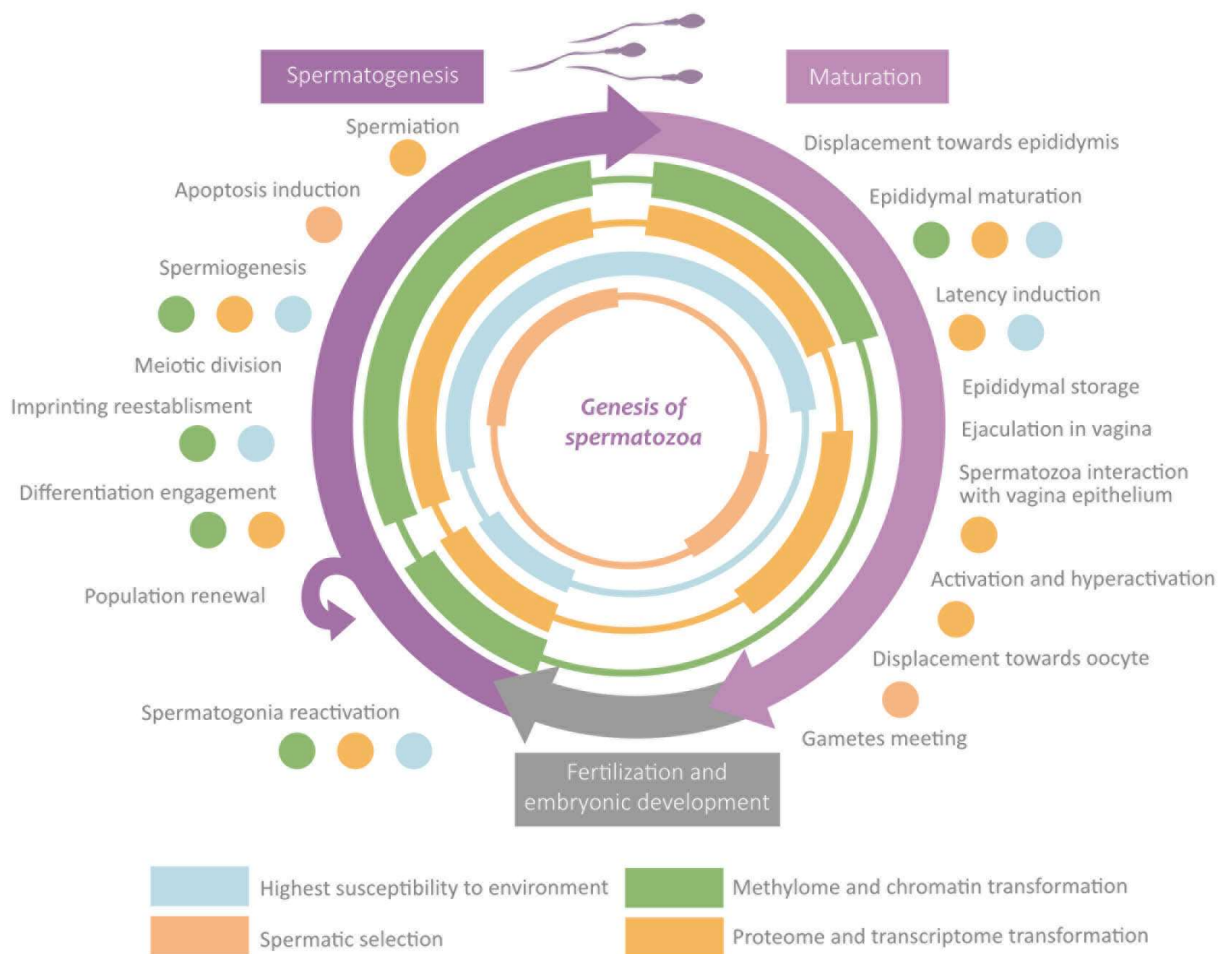 Spermatogenesis
Maturation
Spermiation
Apoptosis induction
Spermiogenesis
Meiotic division
Imprinting reestablisment
Differentiation engagement
Population renewal
Spermatogonia reactivation
Displacement towards epididymis
Epididymal maturation
Latency induction
Epididymal storage
Ejaculation in vagina
Spermatozoa interaction
with vagina epithelium
Activation and hyperactivation
Displacement towards oocyte
Gametes meeting
Genesis of
spermatozoa
Fertilization and
embryonic development
Highest susceptibility to environment
Methylome and chromatin transformation
Spermatic selection
Proteome and transcriptome transformation